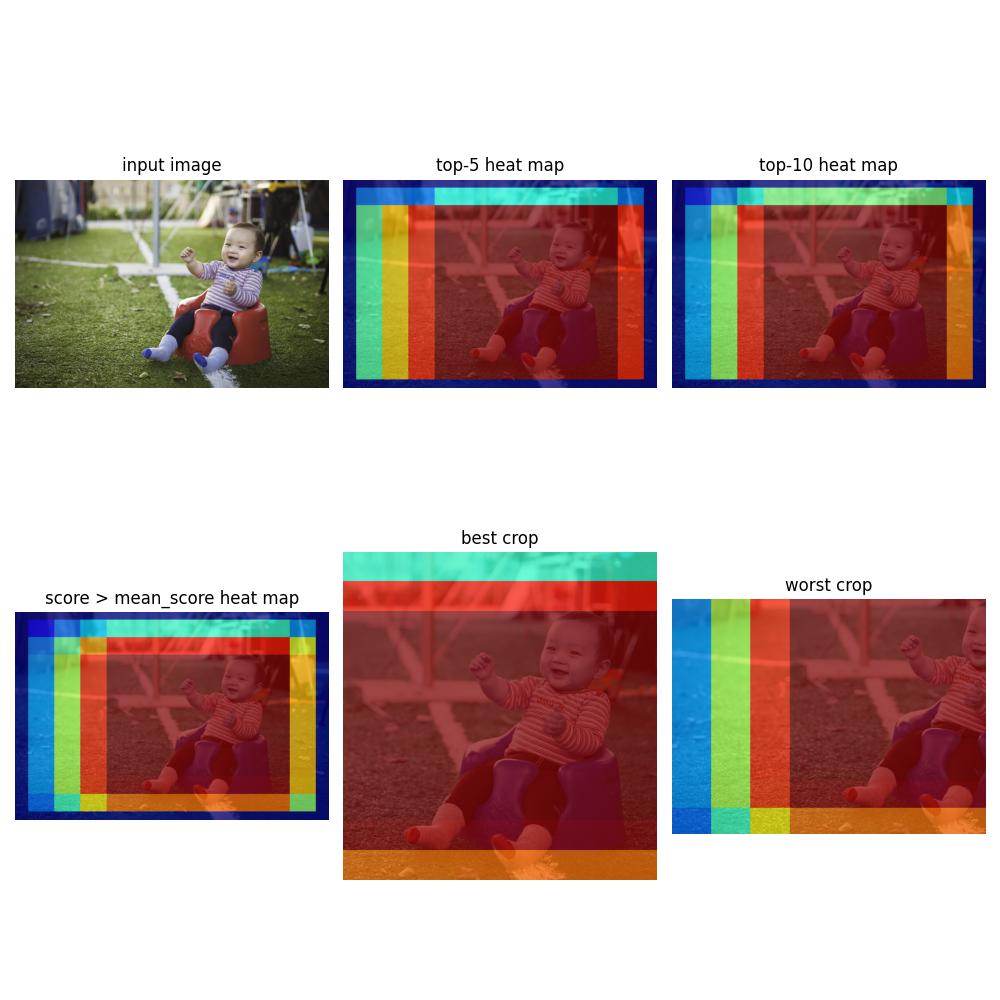 input image
top-5 heat map
top-10 heat map
score > mean_score heat map
best crop
worst crop